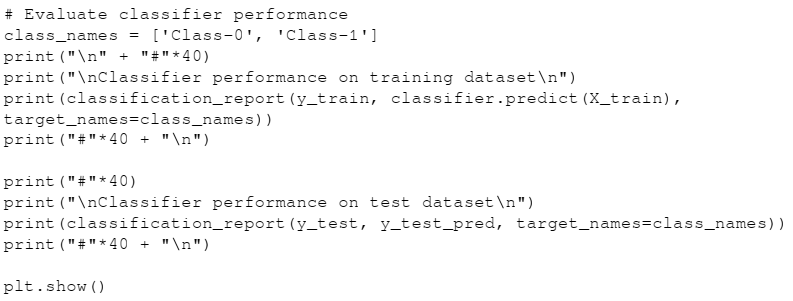 # Evaluate classifier performance
class_names = ['Class-0', 'Class-1']
print("\n" + "#"*40)
print("\nClassifier performance on training dataset\n")
print(classification_report(y_train, classifier.predict(X_train),
target_names=class_names))
print("#"*40 + "\n")

print("#"*40)
print("\nClassifier performance on test dataset\n")
print(classification_report(y_test, y_test_pred, target_names=class_names))
print("#"*40 + "\n")

plt.show()